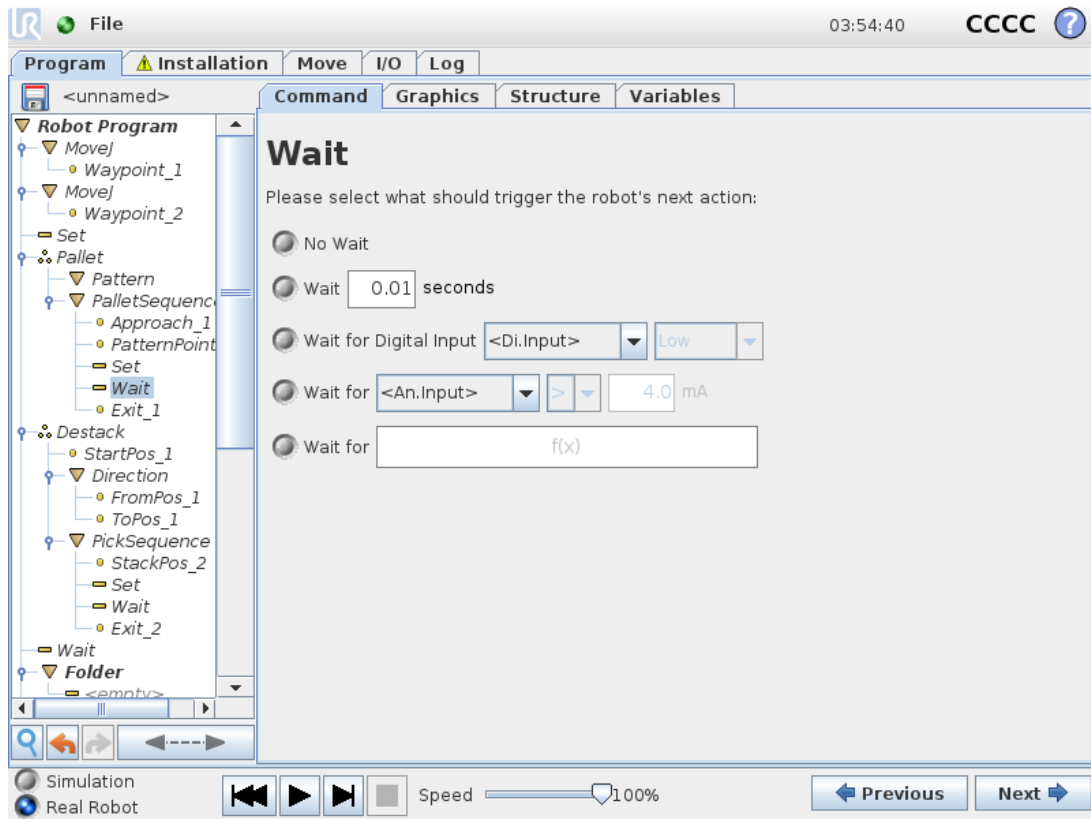 UR File 03:54:40 CCCC ?
Program Installation Move I/O Log
<unnamed> Command Graphics Structure Variables
Robot Program
MoveJ
Waypoint_1
MoveJ
Waypoint_2
Set
Pallet
Pattern
PalletSequenc
Approach_1
PatternPoint
Set
Wait
Exit_1
Destack
StartPos_1
Direction
FromPos_1
ToPos_1
PickSequence
StackPos_2
Set
Wait
Exit_2
Wait
Folder
<empty>
Wait
Please select what should trigger the robot's next action:
No Wait
Wait 0.01 seconds
Wait for Digital Input <Di.Input> Low
Wait for <An.Input> > 4.0 mA
Wait for f(x)
Simulation
Real Robot
Speed 100%
Previous Next